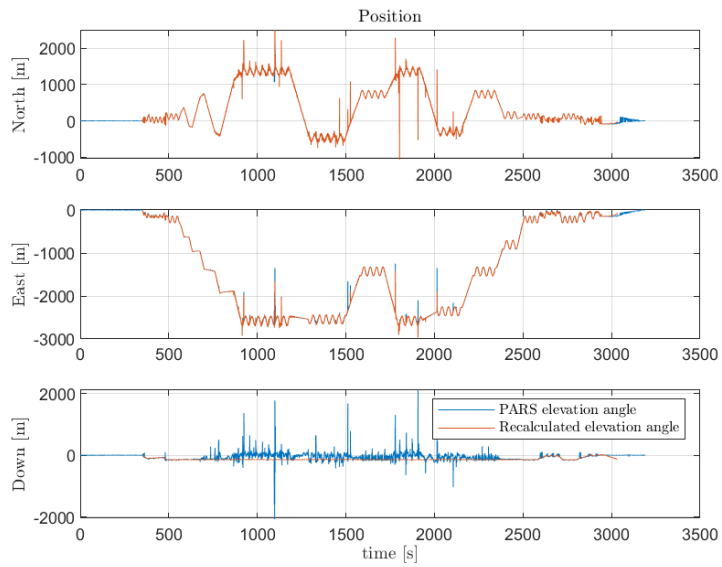 Position
North [m]
2000
1000
0
-1000
0 500 1000 1500 2000 2500 3000 3500
East [m]
0
-1000
-2000
-3000
0 500 1000 1500 2000 2500 3000 3500
Down [m]
2000
0
-2000
PARS elevation angle
Recalculated elevation angle
0 500 1000 1500 2000 2500 3000 3500
time [s]